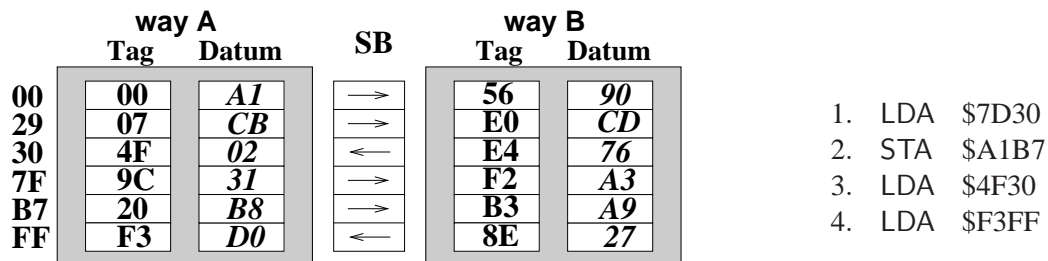 way A SB way B
Tag Datum Tag Datum
00 00 A1 → 56 90
29 07 CB → E0 CD
30 4F 02 ← E4 76
7F 9C 31 → F2 A3
B7 20 B8 → B3 A9
FF F3 D0 ← 8E 27
1. LDA $7D30
2. STA $A1B7
3. LDA $4F30
4. LDA $F3FF